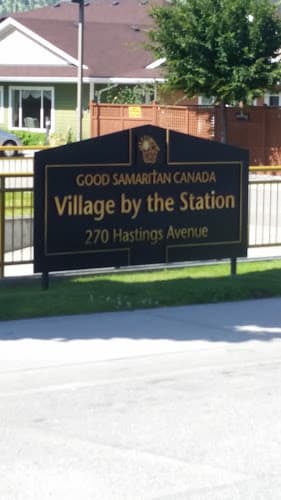 GOOD SAMARITAN CANADA
Village by the Station
270 Hastings Avenue